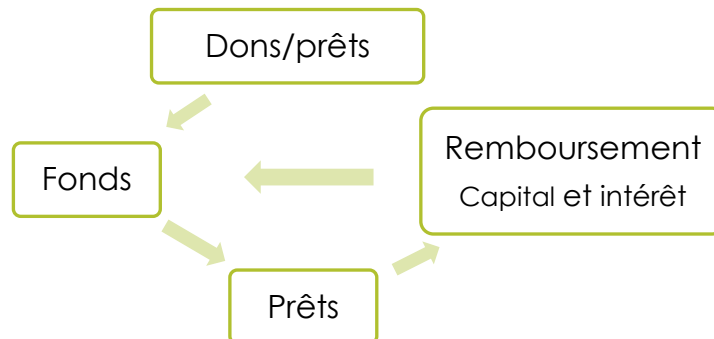 Dons/prêts
Remboursement
Capital et intérêt
Fonds
Prêts